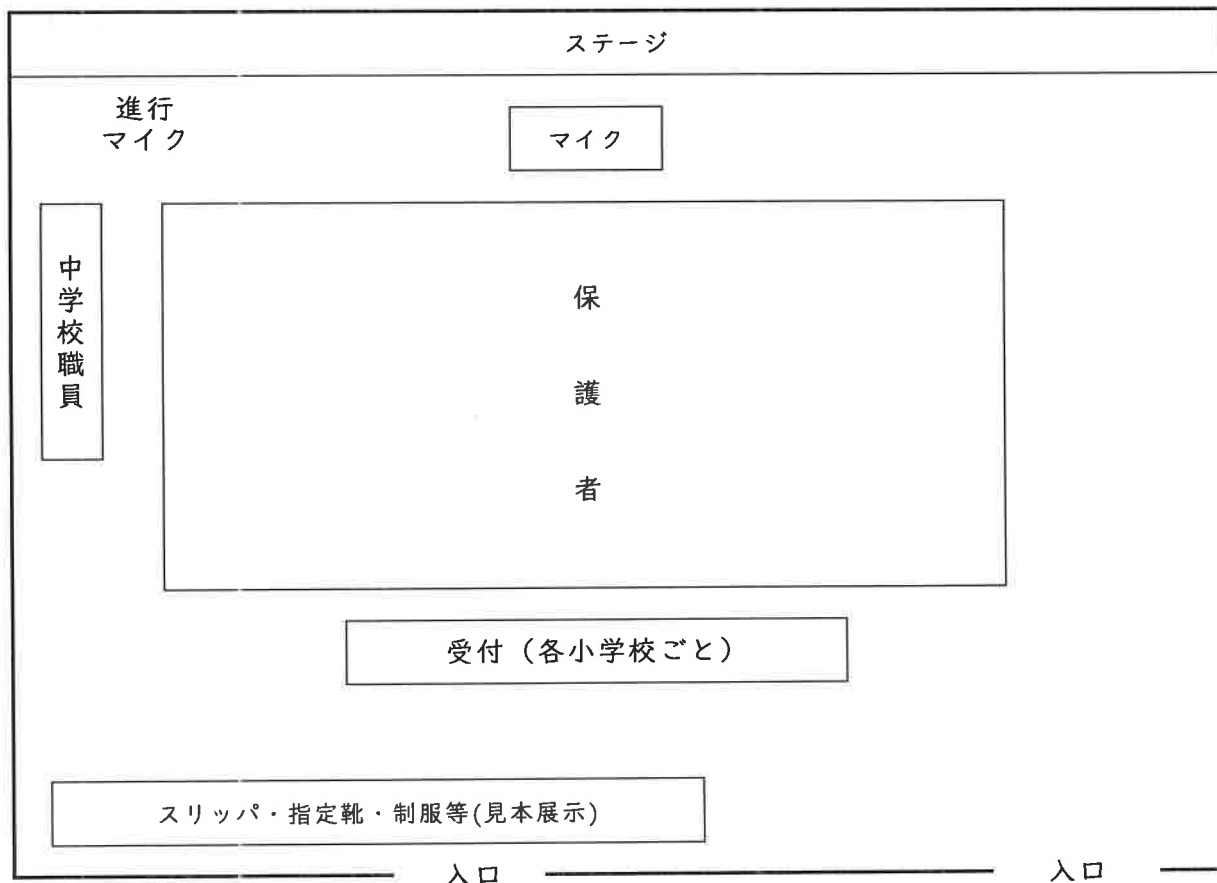 ステージ
進行
マイク
マイク
中学校職員
保護者
受付（各小学校ごと）
スリッパ・指定靴・制服等(見本展示)
入口
入口